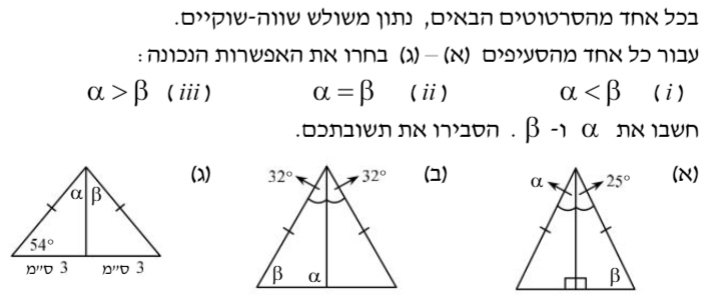 בכל אחד מהסרטוטים הבאים, נתון משולש שווה-שוקיים.
עבור כל אחד מהסעיפים (א) – (ג) בחרו את האפשרות הנכונה:
(i) α < β (ii) α = β (iii) α > β
חשבו את α ו- β. הסבירו את תשובתכם.
(א) α 25° β
(ב) 32° 32° β α
(ג) α β 54° 3 ס״מ 3 ס״מ